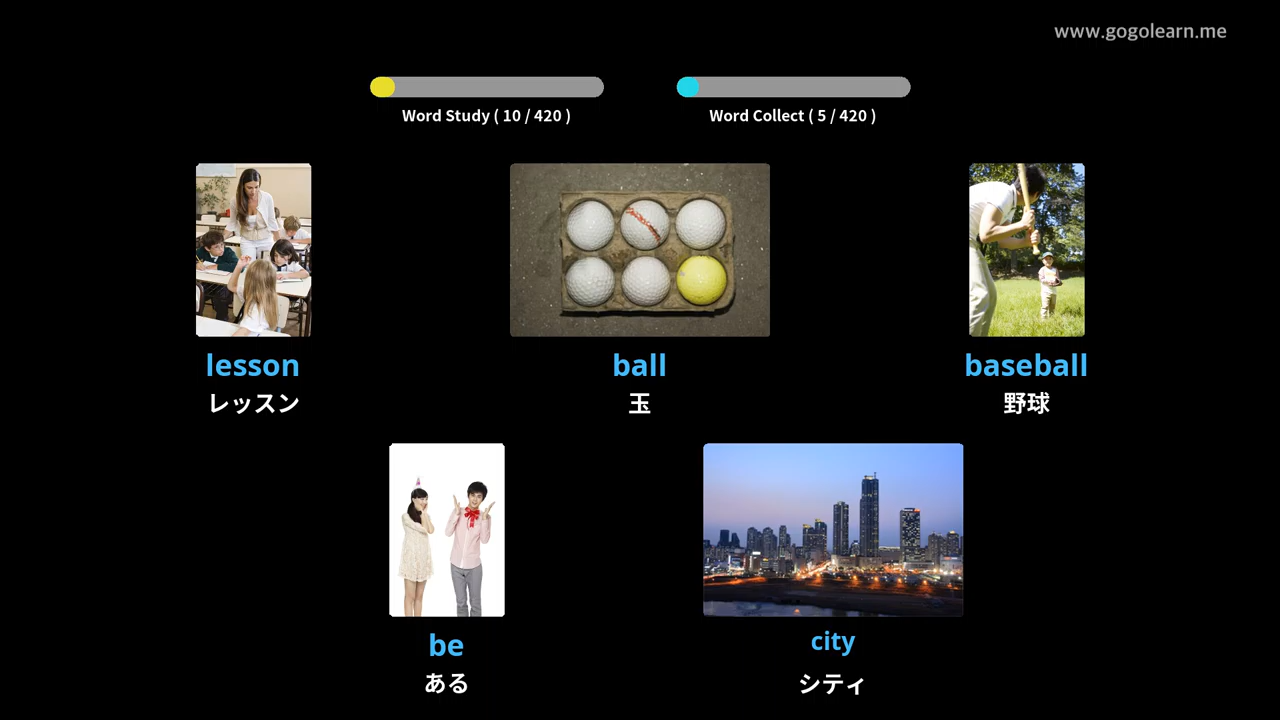 www.gogolearn.me
Word Study ( 10 / 420 )
Word Collect ( 5 / 420 )
lesson
レッスン
ball
玉
baseball
野球
be
ある
city
シティ